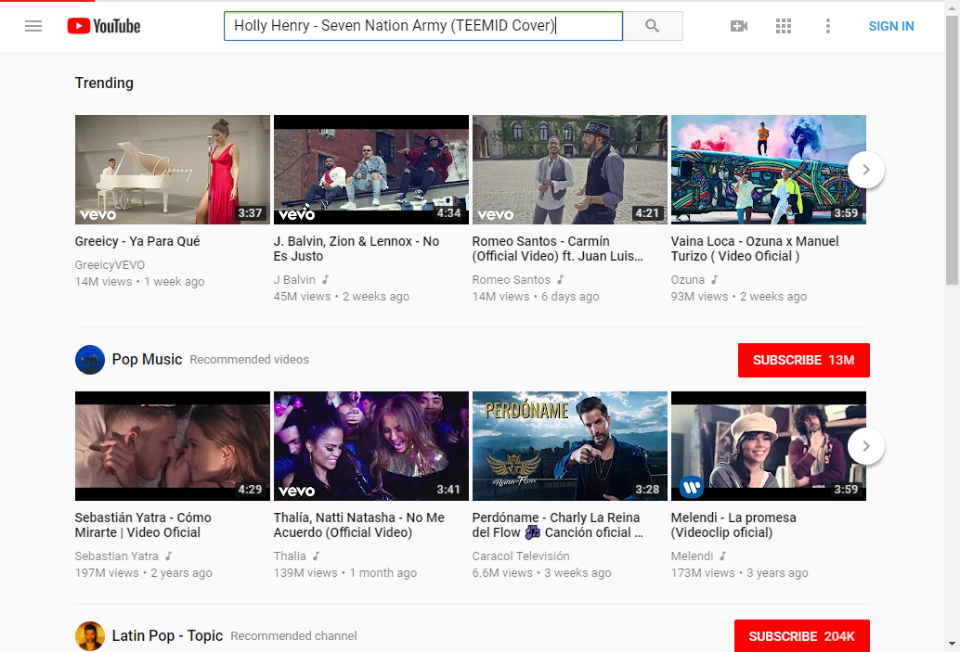 YouTube
Holly Henry - Seven Nation Army (TEEMID Cover)
SIGN IN
Trending
Greeicy
vevo
3:37
vevo
4:34
vevo
4:21
3:59
Greeicy - Ya Para Qué
GreeicyVEVO
14M views • 1 week ago
J. Balvin, Zion & Lennox - No
Es Justo
J Balvin
45M views • 2 weeks ago
Romeo Santos - Carmín
(Official Video) ft. Juan Luis...
Romeo Santos
14M views • 6 days ago
Vaina Loca - Ozuna x Manuel
Turizo ( Video Oficial )
Ozuna
93M views • 2 weeks ago
Pop Music Recommended videos
SUBSCRIBE 13M
4:29
vevo
3:41
PERDÓNAME
Reina Flow
3:28
W
3:59
Sebastián Yatra - Cómo
Mirarte | Video Oficial
Sebastian Yatra
197M views • 2 years ago
Thalía, Natti Natasha - No Me
Acuerdo (Official Video)
Thalia
139M views • 1 month ago
Perdóname - Charly La Reina
del Flow 🎶 Canción oficial ...
Caracol Televisión
6.6M views • 3 weeks ago
Melendi - La promesa
(Videoclip oficial)
Melendi
173M views • 3 years ago
Latin Pop - Topic Recommended channel
SUBSCRIBE 204K